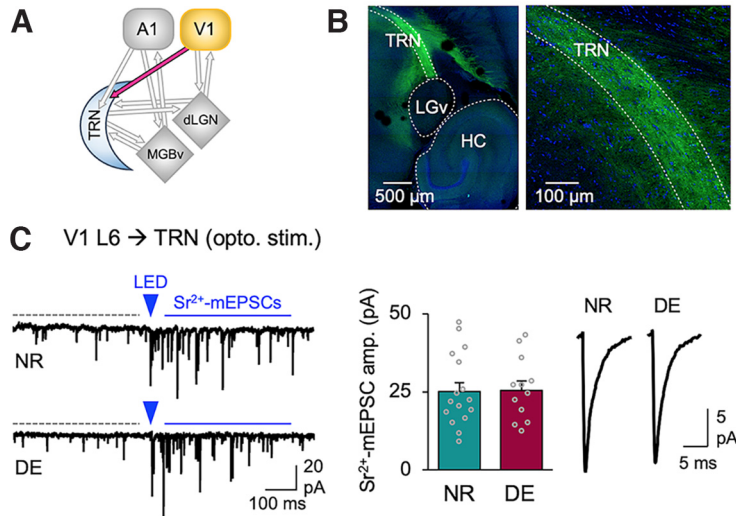 A
A1
V1
TRN
dLGN
MGBv
B
TRN
LGv
HC
500 µm
TRN
100 µm
C
V1 L6 → TRN (opto. stim.)
LED
Sr²⁺-mEPSCs
NR
DE
20
pA
100 ms
Sr²⁺-mEPSC amp. (pA)
50
25
0
NR
DE
NR
DE
5
pA
5 ms